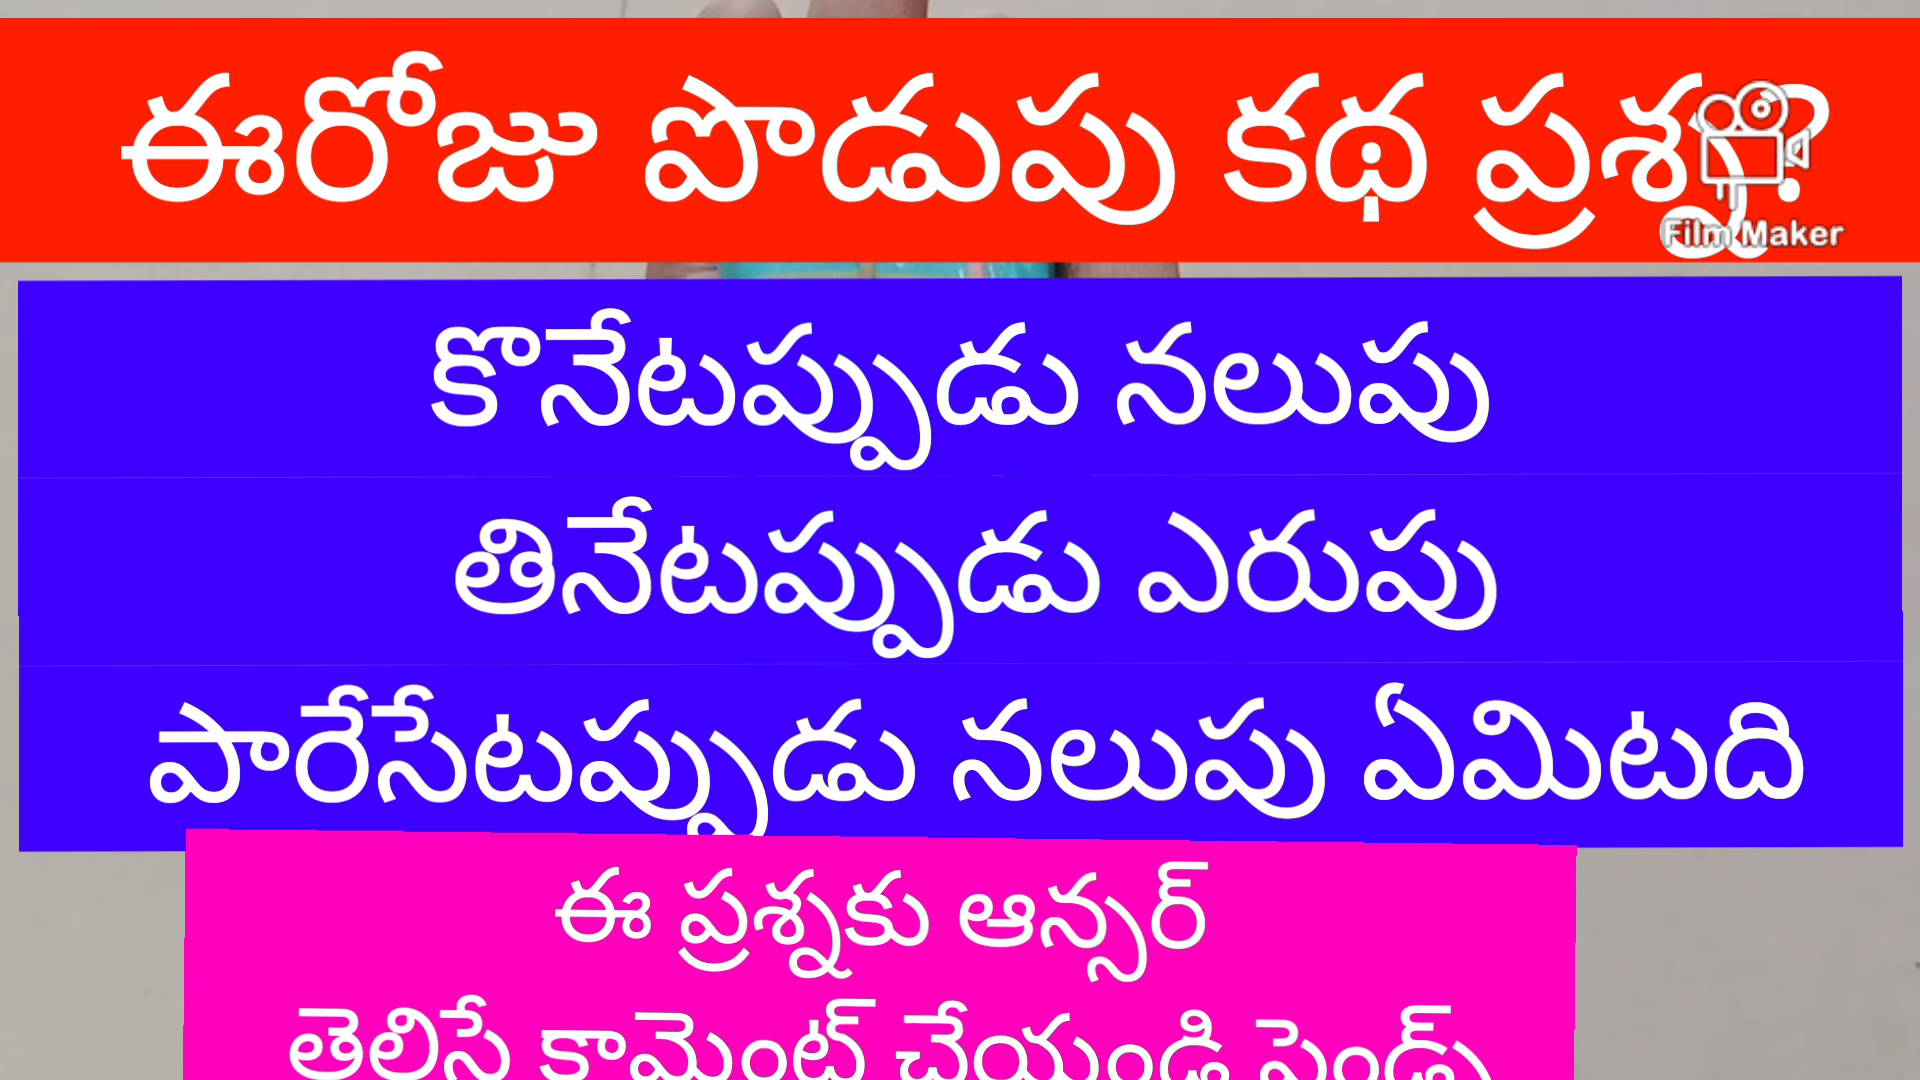 ఈరోజు పొడుపు కథ ప్రశ్న?
Film Maker
కొనేటప్పుడు నలుపు
తినేటప్పుడు ఎరుపు
పారేసేటప్పుడు నలుపు ఏమిటది
ఈ ప్రశ్నకు ఆన్సర్
తెలిసే కామెంట్ చేయండి